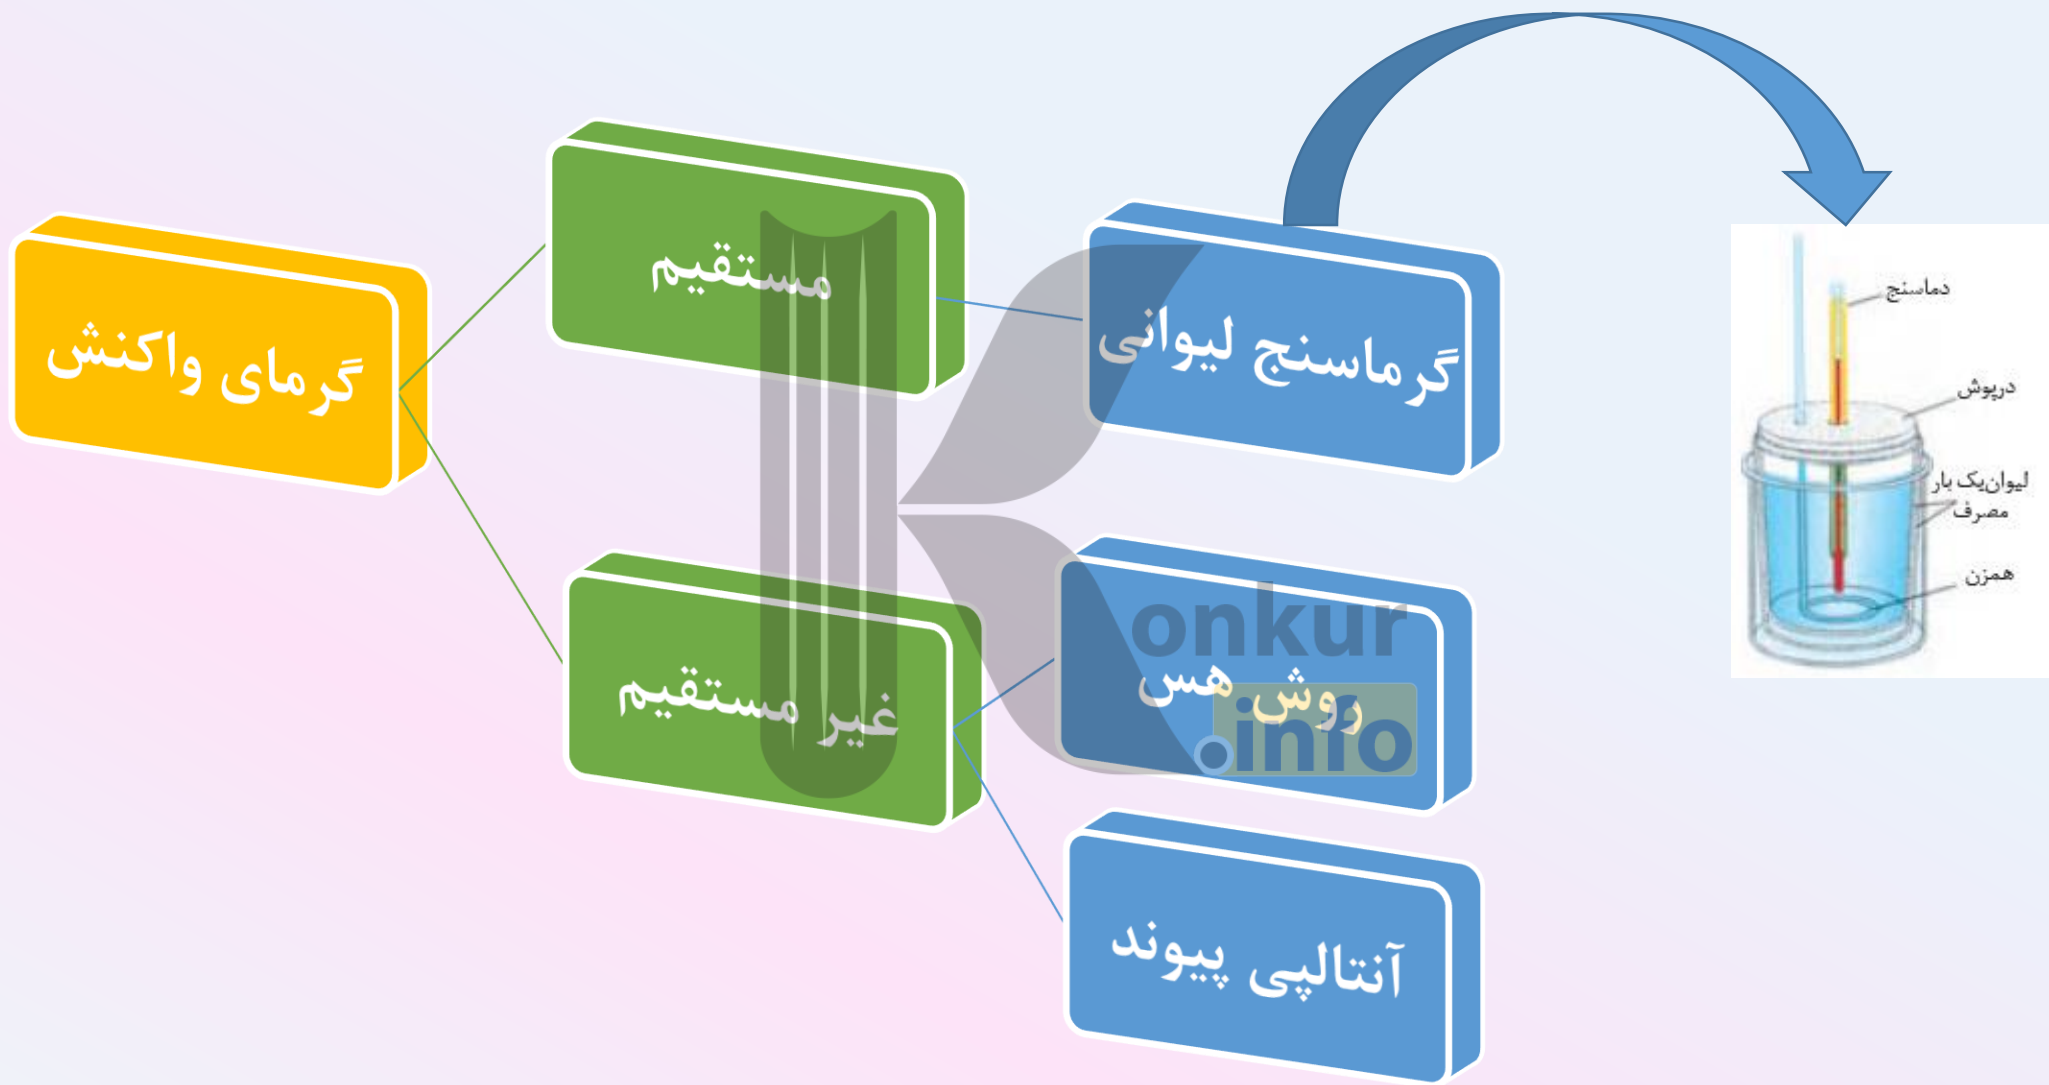 گرمای واکنش
مستقیم
گرماسنج لیوانی
دماسنج
درپوش
لیوان‌یک بار
مصرف
همزن
غیر مستقیم
روش هس
onkur
.info
آنتالپی پیوند